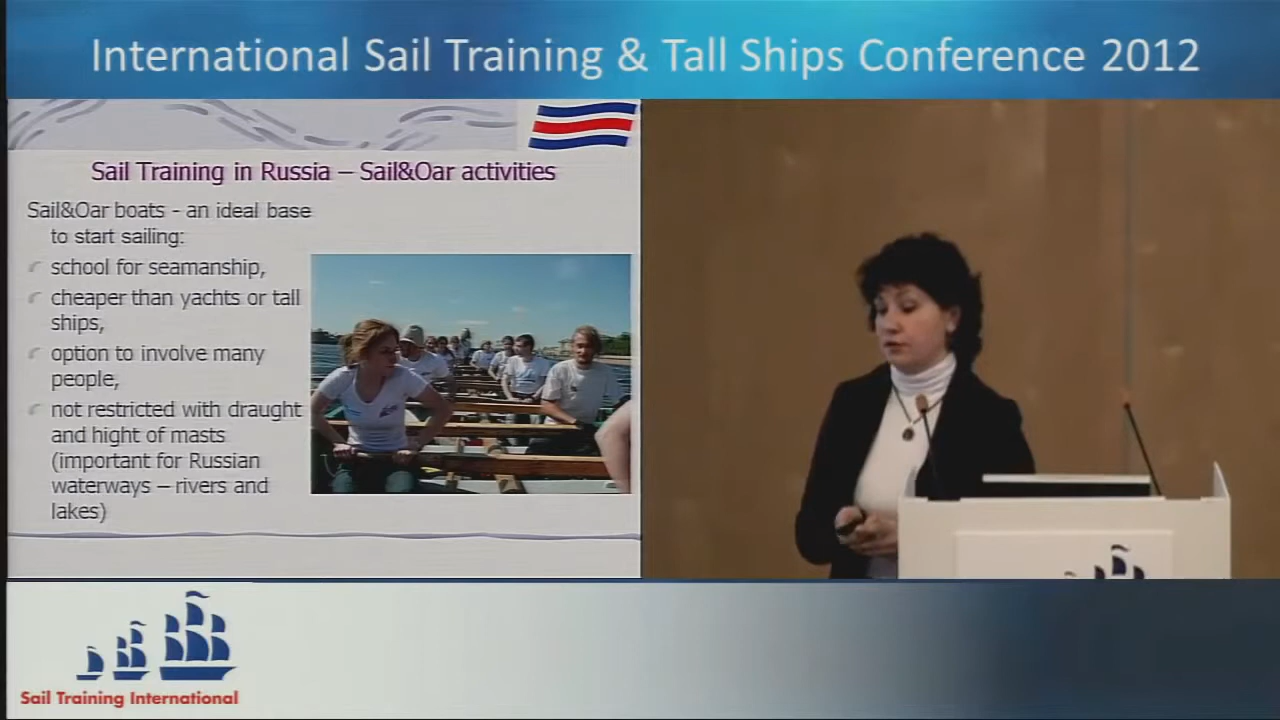 International Sail Training & Tall Ships Conference 2012
Sail Training in Russia – Sail&Oar activities
Sail&Oar boats - an ideal base
to start sailing:
school for seamanship,
cheaper than yachts or tall
ships,
option to involve many
people,
not restricted with draught
and hight of masts
(important for Russian
waterways – rivers and
lakes)
Sail Training International